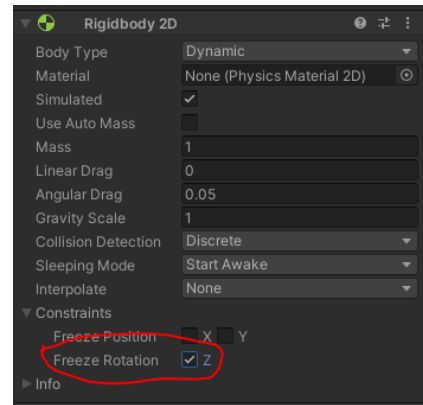 Rigidbody 2D
Body Type Dynamic
Material None (Physics Material 2D)
Simulated
Use Auto Mass
Mass 1
Linear Drag 0
Angular Drag 0.05
Gravity Scale 1
Collision Detection Discrete
Sleeping Mode Start Awake
Interpolate None
Constraints
Freeze Position X Y
Freeze Rotation Z
Info